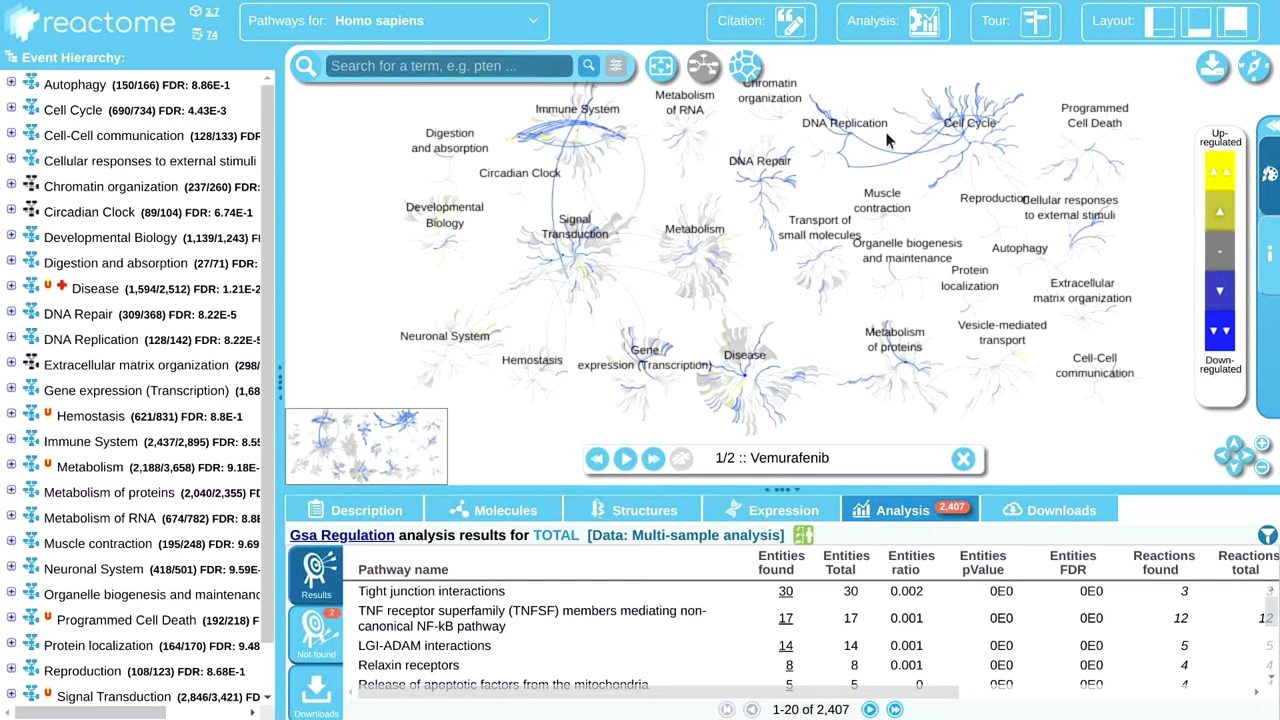 reactome
3.7
74
Pathways for: Homo sapiens
Citation:
Analysis:
Tour:
Layout:
Event Hierarchy:
Autophagy (150/166) FDR: 8.86E-1
Cell Cycle (690/734) FDR: 4.43E-3
Cell-Cell communication (128/133) FDR
Cellular responses to external stimuli
Chromatin organization (237/260) FDR:
Circadian Clock (89/104) FDR: 6.74E-1
Developmental Biology (1,139/1,243) F
Digestion and absorption (27/71) FDR:
Disease (1,594/2,512) FDR: 1.21E-2
DNA Repair (309/368) FDR: 8.22E-5
DNA Replication (128/142) FDR: 8.22E-5
Extracellular matrix organization (298/
Gene expression (Transcription) (1,68
Hemostasis (621/831) FDR: 8.8E-1
Immune System (2,437/2,895) FDR: 8.55
Metabolism (2,188/3,658) FDR: 9.18E-
Metabolism of proteins (2,040/2,355) FD
Metabolism of RNA (674/782) FDR: 8.8E
Muscle contraction (195/248) FDR: 9.69
Neuronal System (418/501) FDR: 9.59E-
Organelle biogenesis and maintenanc
Programmed Cell Death (192/218) F
Protein localization (164/170) FDR: 9.48
Reproduction (108/123) FDR: 8.68E-1
Signal Transduction (2,846/3,421) FD
Search for a term, e.g. pten ...
Chromatin
organization
Metabolism
of RNA
Immune System
Programmed
Cell Death
DNA Replication
Cell Cycle
Digestion
and absorption
DNA Repair
Circadian Clock
Muscle
contraction
Reproduction
Cellular responses
to external stimuli
Developmental
Biology
Signal
Transduction
Metabolism
Transport of
small molecules
Organelle biogenesis
and maintenance
Autophagy
Protein
localization
Extracellular
matrix organization
Neuronal System
Hemostasis
Gene
expression (Transcription)
Disease
Metabolism
of proteins
Vesicle-mediated
transport
Cell-Cell
communication
Up-
regulated
Down-
regulated
1/2 :: Vemurafenib
Description
Molecules
Structures
Expression
Analysis 2,407
Downloads
Gsa Regulation analysis results for TOTAL [Data: Multi-sample analysis]
Results
2
Not found
Downloads
Pathway name Entities found Entities Total Entities ratio Entities pValue Entities FDR Reactions found Reactions total
Tight junction interactions 30 30 0.002 0E0 0E0 3 3
TNF receptor superfamily (TNFSF) members mediating non-
canonical NF-kB pathway 17 17 0.001 0E0 0E0 12 12
LGI-ADAM interactions 14 14 0.001 0E0 0E0 5 5
Relaxin receptors 8 8 0.001 0E0 0E0 4 4
Release of apoptotic factors from the mitochondria 5 5 0 0E0 0E0 4
1-20 of 2,407